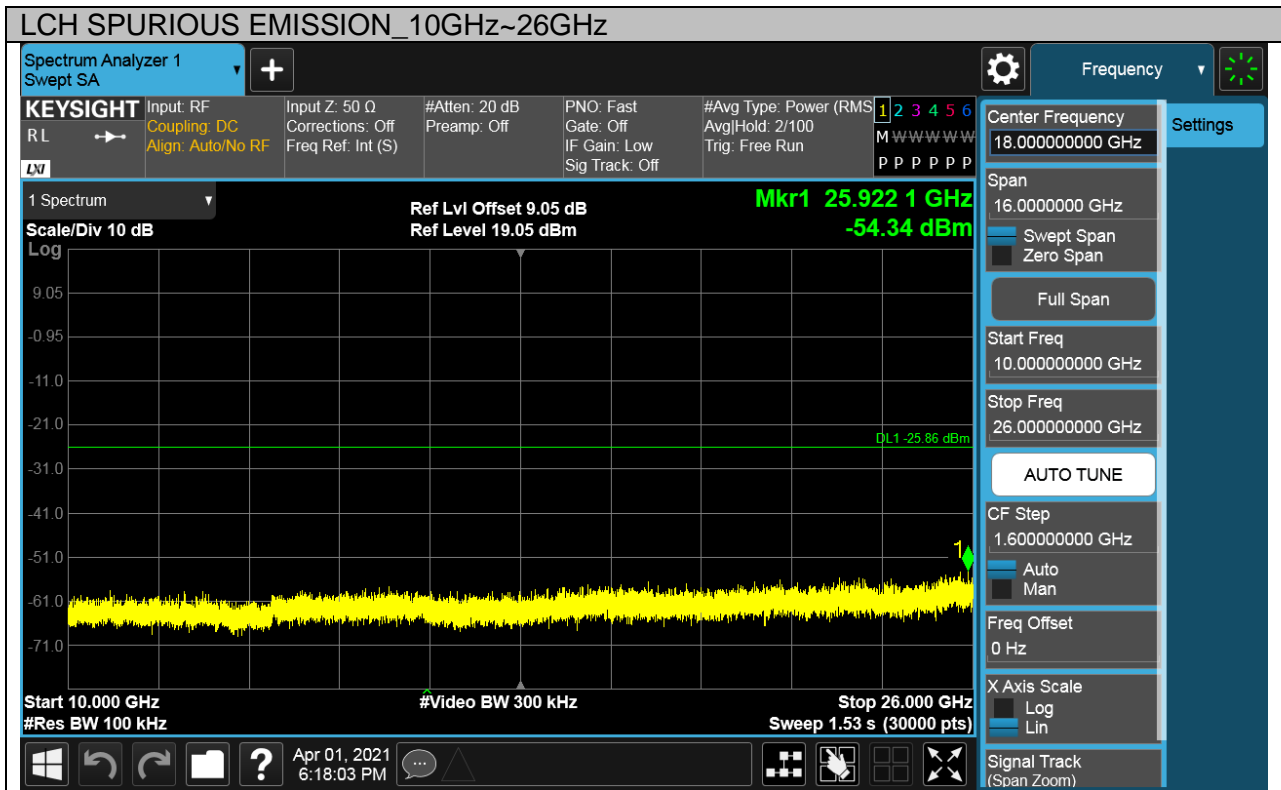 LCH SPURIOUS EMISSION_10GHz~26GHz
Spectrum Analyzer 1
Swept SA
+
Frequency
KEYSIGHT
RL
LXI
Input: RF
Coupling: DC
Align: Auto/No RF
Input Z: 50 Ω
Corrections: Off
Freq Ref: Int (S)
#Atten: 20 dB
Preamp: Off
PNO: Fast
Gate: Off
IF Gain: Low
Sig Track: Off
#Avg Type: Power (RMS
Avg|Hold: 2/100
Trig: Free Run
1 2 3 4 5 6
M W W W W W
P P P P P P
1 Spectrum
Scale/Div 10 dB
Ref Lvl Offset 9.05 dB
Ref Level 19.05 dBm
Mkr1 25.922 1 GHz
-54.34 dBm
Log
9.05
-0.95
-11.0
-21.0
DL1 -25.86 dBm
-31.0
-41.0
-51.0
1
-61.0
-71.0
Start 10.000 GHz
#Video BW 300 kHz
Stop 26.000 GHz
#Res BW 100 kHz
Sweep 1.53 s (30000 pts)
Center Frequency
18.000000000 GHz
Settings
Span
16.0000000 GHz
Swept Span
Zero Span
Full Span
Start Freq
10.000000000 GHz
Stop Freq
26.000000000 GHz
AUTO TUNE
CF Step
1.600000000 GHz
Auto
Man
Freq Offset
0 Hz
X Axis Scale
Log
Lin
Signal Track
(Span Zoom)
?
Apr 01, 2021
6:18:03 PM